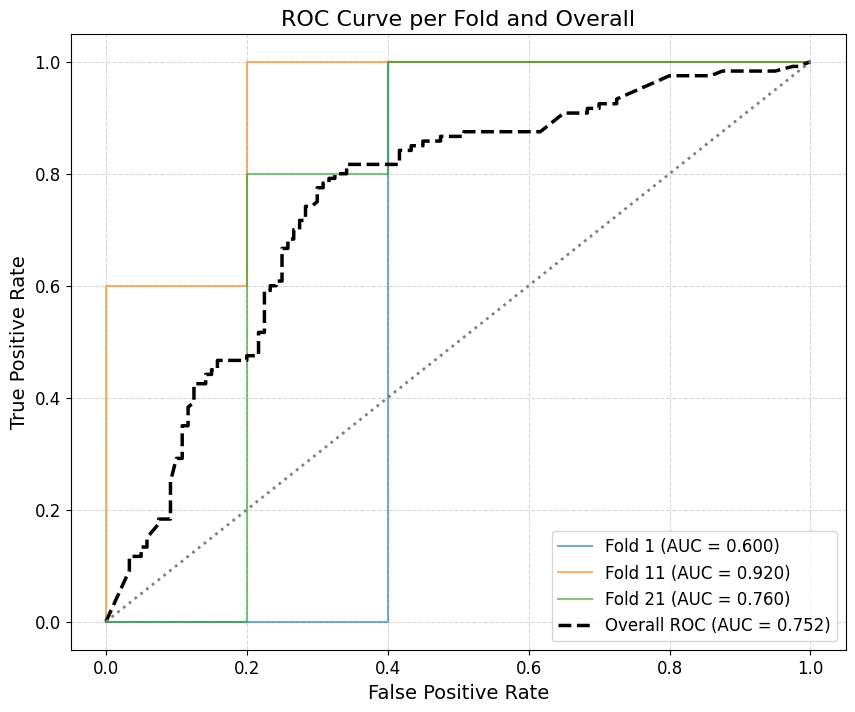 ROC Curve per Fold and Overall
True Positive Rate
1.0
0.8
0.6
0.4
0.2
0.0
0.0 0.2 0.4 0.6 0.8 1.0
False Positive Rate
Fold 1 (AUC = 0.600)
Fold 11 (AUC = 0.920)
Fold 21 (AUC = 0.760)
Overall ROC (AUC = 0.752)